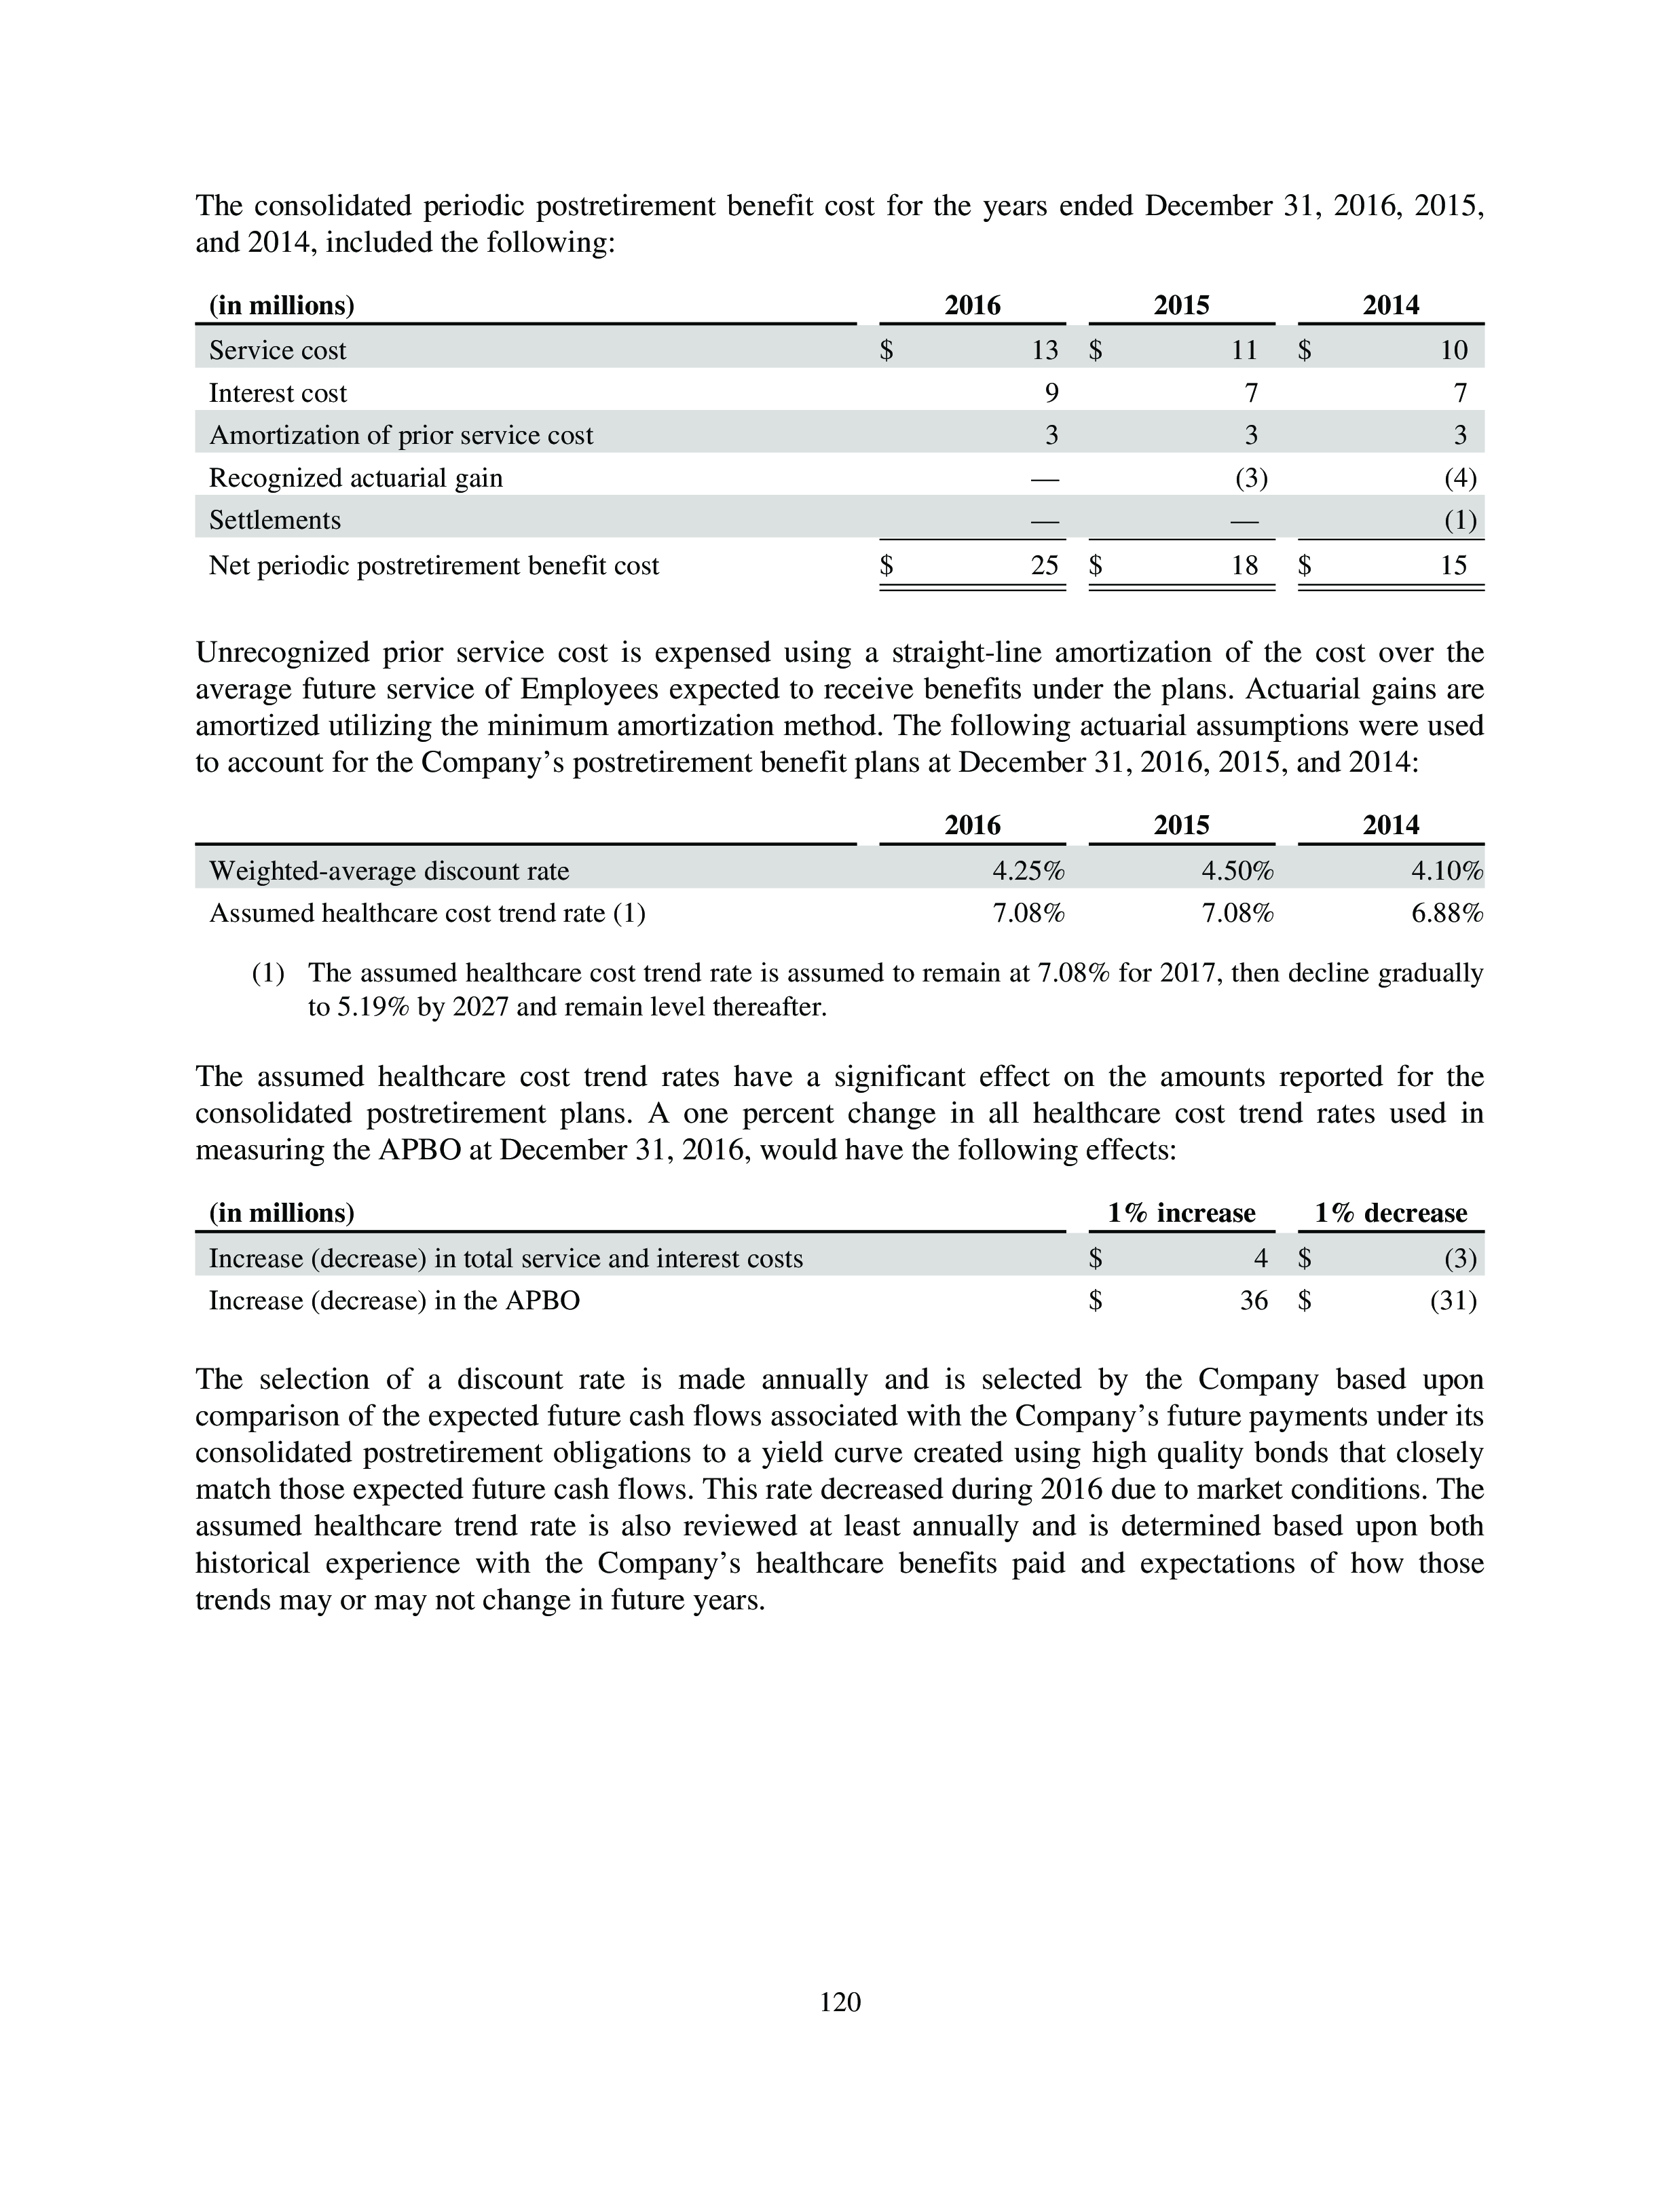 The consolidated periodic postretirement benefit cost for the years ended December 31, 2016, 2015,
and 2014, included the following:
(in millions) 2016 2015 2014
Service cost $ 13 $ 11 $ 10
Interest cost 9 7 7
Amortization of prior service cost 3 3 3
Recognized actuarial gain — (3) (4)
Settlements — — (1)
Net periodic postretirement benefit cost $ 25 $ 18 $ 15
Unrecognized prior service cost is expensed using a straight-line amortization of the cost over the
average future service of Employees expected to receive benefits under the plans. Actuarial gains are
amortized utilizing the minimum amortization method. The following actuarial assumptions were used
to account for the Company’s postretirement benefit plans at December 31, 2016, 2015, and 2014:
2016 2015 2014
Weighted-average discount rate 4.25% 4.50% 4.10%
Assumed healthcare cost trend rate (1) 7.08% 7.08% 6.88%
(1) The assumed healthcare cost trend rate is assumed to remain at 7.08% for 2017, then decline gradually
to 5.19% by 2027 and remain level thereafter.
The assumed healthcare cost trend rates have a significant effect on the amounts reported for the
consolidated postretirement plans. A one percent change in all healthcare cost trend rates used in
measuring the APBO at December 31, 2016, would have the following effects:
(in millions) 1% increase 1% decrease
Increase (decrease) in total service and interest costs $ 4 $ (3)
Increase (decrease) in the APBO $ 36 $ (31)
The selection of a discount rate is made annually and is selected by the Company based upon
comparison of the expected future cash flows associated with the Company’s future payments under its
consolidated postretirement obligations to a yield curve created using high quality bonds that closely
match those expected future cash flows. This rate decreased during 2016 due to market conditions. The
assumed healthcare trend rate is also reviewed at least annually and is determined based upon both
historical experience with the Company’s healthcare benefits paid and expectations of how those
trends may or may not change in future years.
120